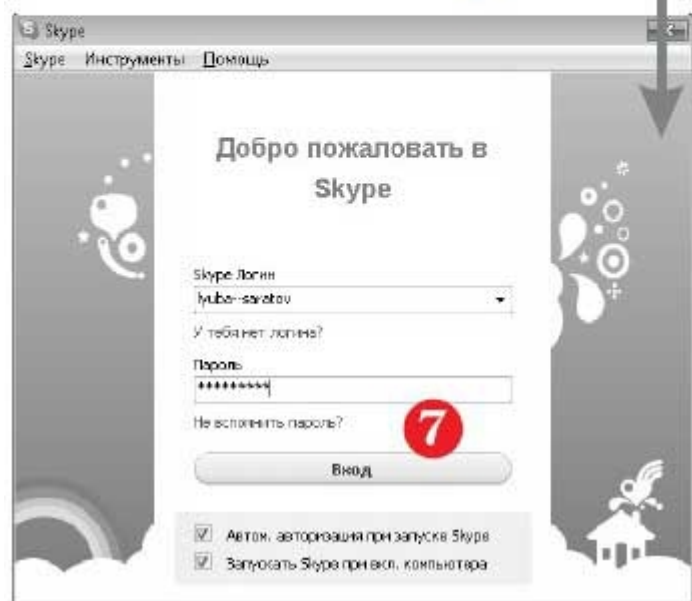 Skype
Skype Инструменты Помощь
Добро пожаловать в
Skype
Skype Логин
lyuba--saratov
У тебя нет логина?
Пароль
*********
Не вспомнить пароль?
7
Вход
Автом. авторизация при запуске Skype
Запускать Skype при вкл. компьютера